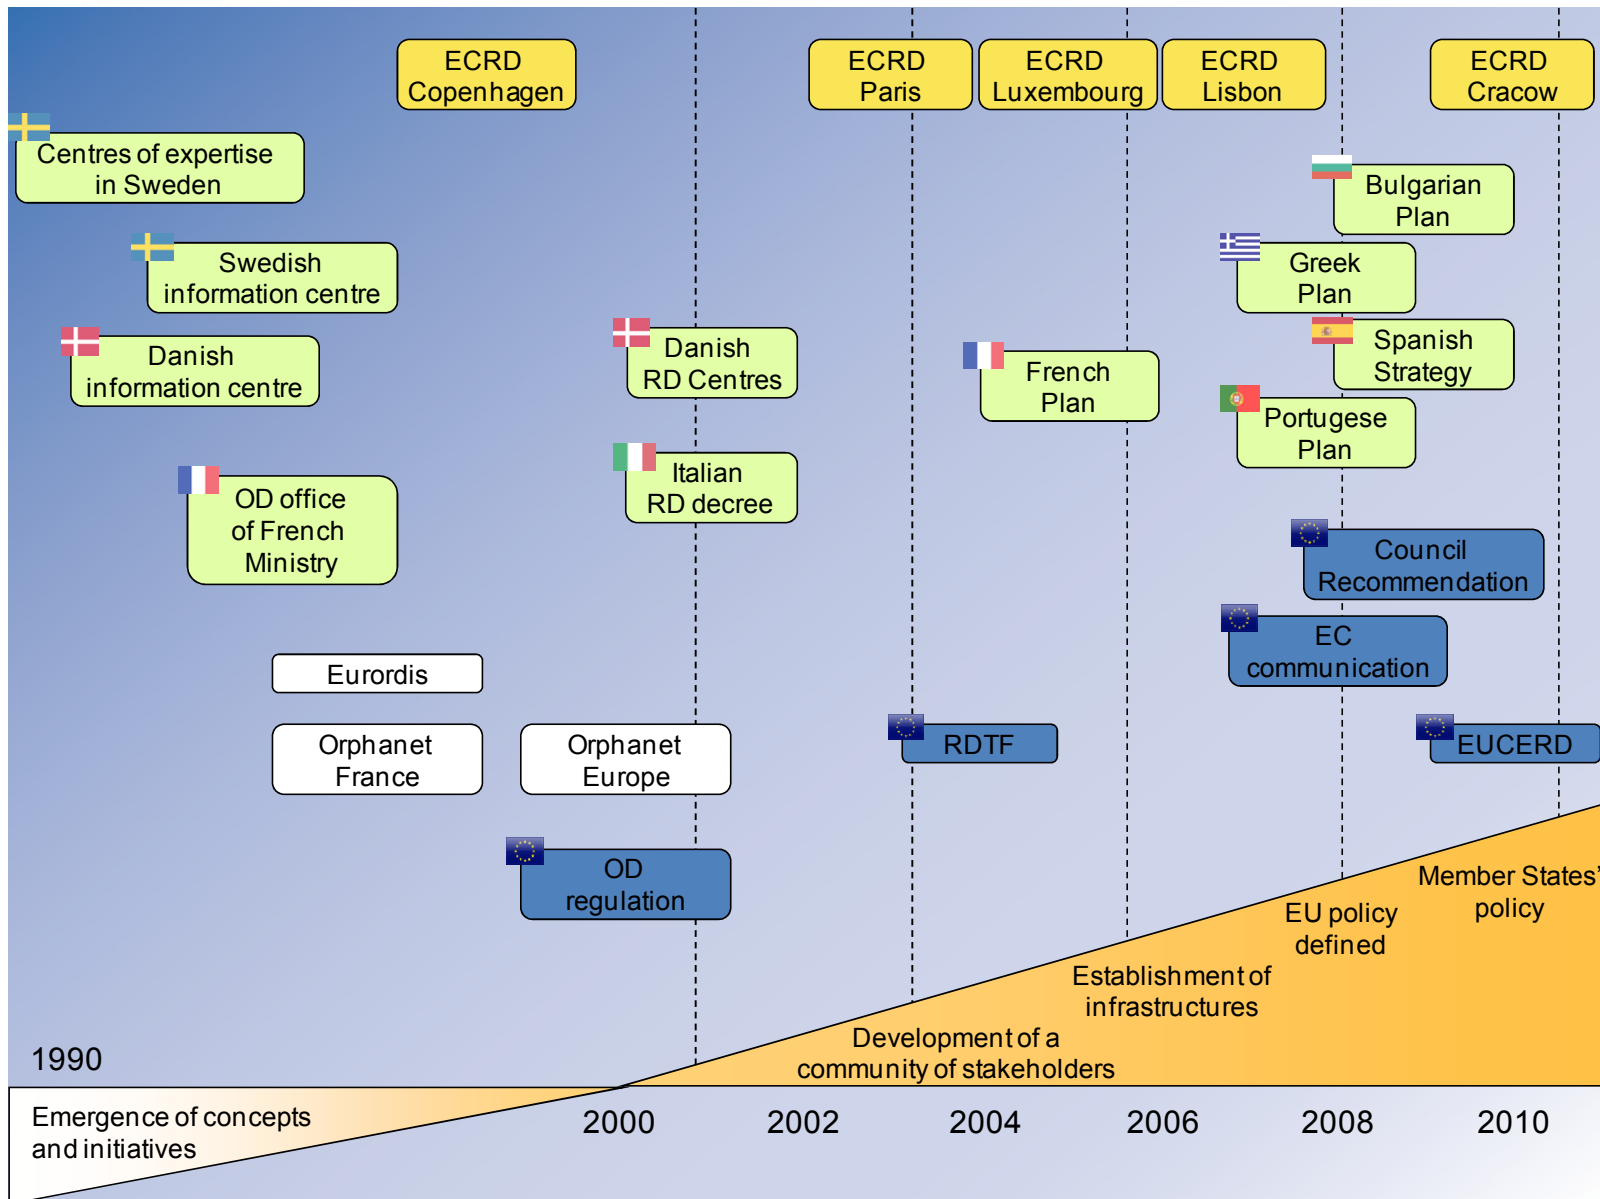 ECRD
Copenhagen
ECRD
Paris
ECRD
Luxembourg
ECRD
Lisbon
ECRD
Cracow
Centres of expertise
in Sweden
Bulgarian
Plan
Swedish
information centre
Greek
Plan
Danish
information centre
Danish
RD Centres
French
Plan
Spanish
Strategy
Portugese
Plan
OD office
of French
Ministry
Italian
RD decree
Council
Recommendation
EC
communication
Eurordis
Orphanet
France
Orphanet
Europe
RDTF
EUCERD
OD
regulation
Member States'
policy
EU policy
defined
Establishment of
infrastructures
Development of a
community of stakeholders
1990
Emergence of concepts
and initiatives
2000
2002
2004
2006
2008
2010